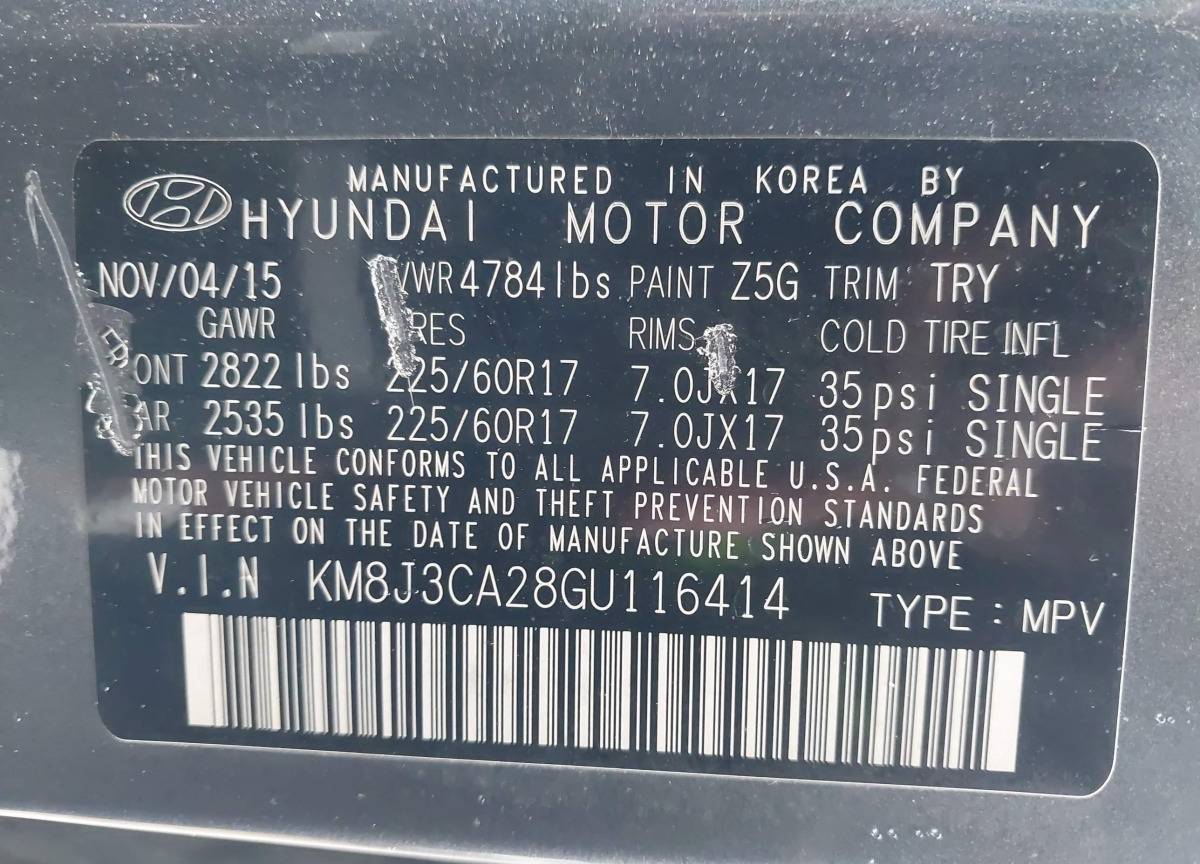 MANUFACTURED IN KOREA BY
HYUNDAI MOTOR COMPANY
NOV/04/15 VWR 4784 lbs PAINT Z5G TRIM TRY
GAWR RES RIMS COLD TIRE INFL
ONT 2822 lbs 225/60R17 7.0JX17 35psi SINGLE
AR 2535 lbs 225/60R17 7.0JX17 35psi SINGLE
THIS VEHICLE CONFORMS TO ALL APPLICABLE U.S.A. FEDERAL
MOTOR VEHICLE SAFETY AND THEFT PREVENTION STANDARDS
IN EFFECT ON THE DATE OF MANUFACTURE SHOWN ABOVE
V.I.N KM8J3CA28GU116414 TYPE : MPV